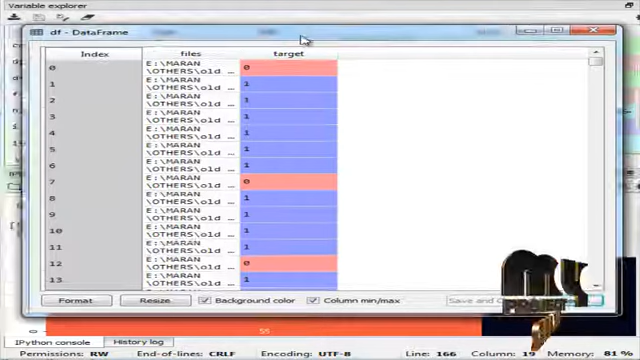 Variable explorer
df - DataFrame
Index files target
0 E:\MARAN \OTHERS\old ... 0
1 E:\MARAN \OTHERS\old ... 1
2 E:\MARAN \OTHERS\old ... 1
3 E:\MARAN \OTHERS\old ... 1
4 E:\MARAN \OTHERS\old ... 1
5 E:\MARAN \OTHERS\old ... 1
6 E:\MARAN \OTHERS\old ... 1
7 E:\MARAN \OTHERS\old ... 0
8 E:\MARAN \OTHERS\old ... 1
9 E:\MARAN \OTHERS\old ... 1
10 E:\MARAN \OTHERS\old ... 1
11 E:\MARAN \OTHERS\old ... 1
12 E:\MARAN \OTHERS\old ... 0
13 E:\MARAN \OTHERS\old ... 1
Format Resize Background color Column min/max Save and
MY
55
IPython console History log
Permissions: RW End-of-lines: CRLF Encoding: UTF-8 Line: 166 Column: 19 Memory: 81 %